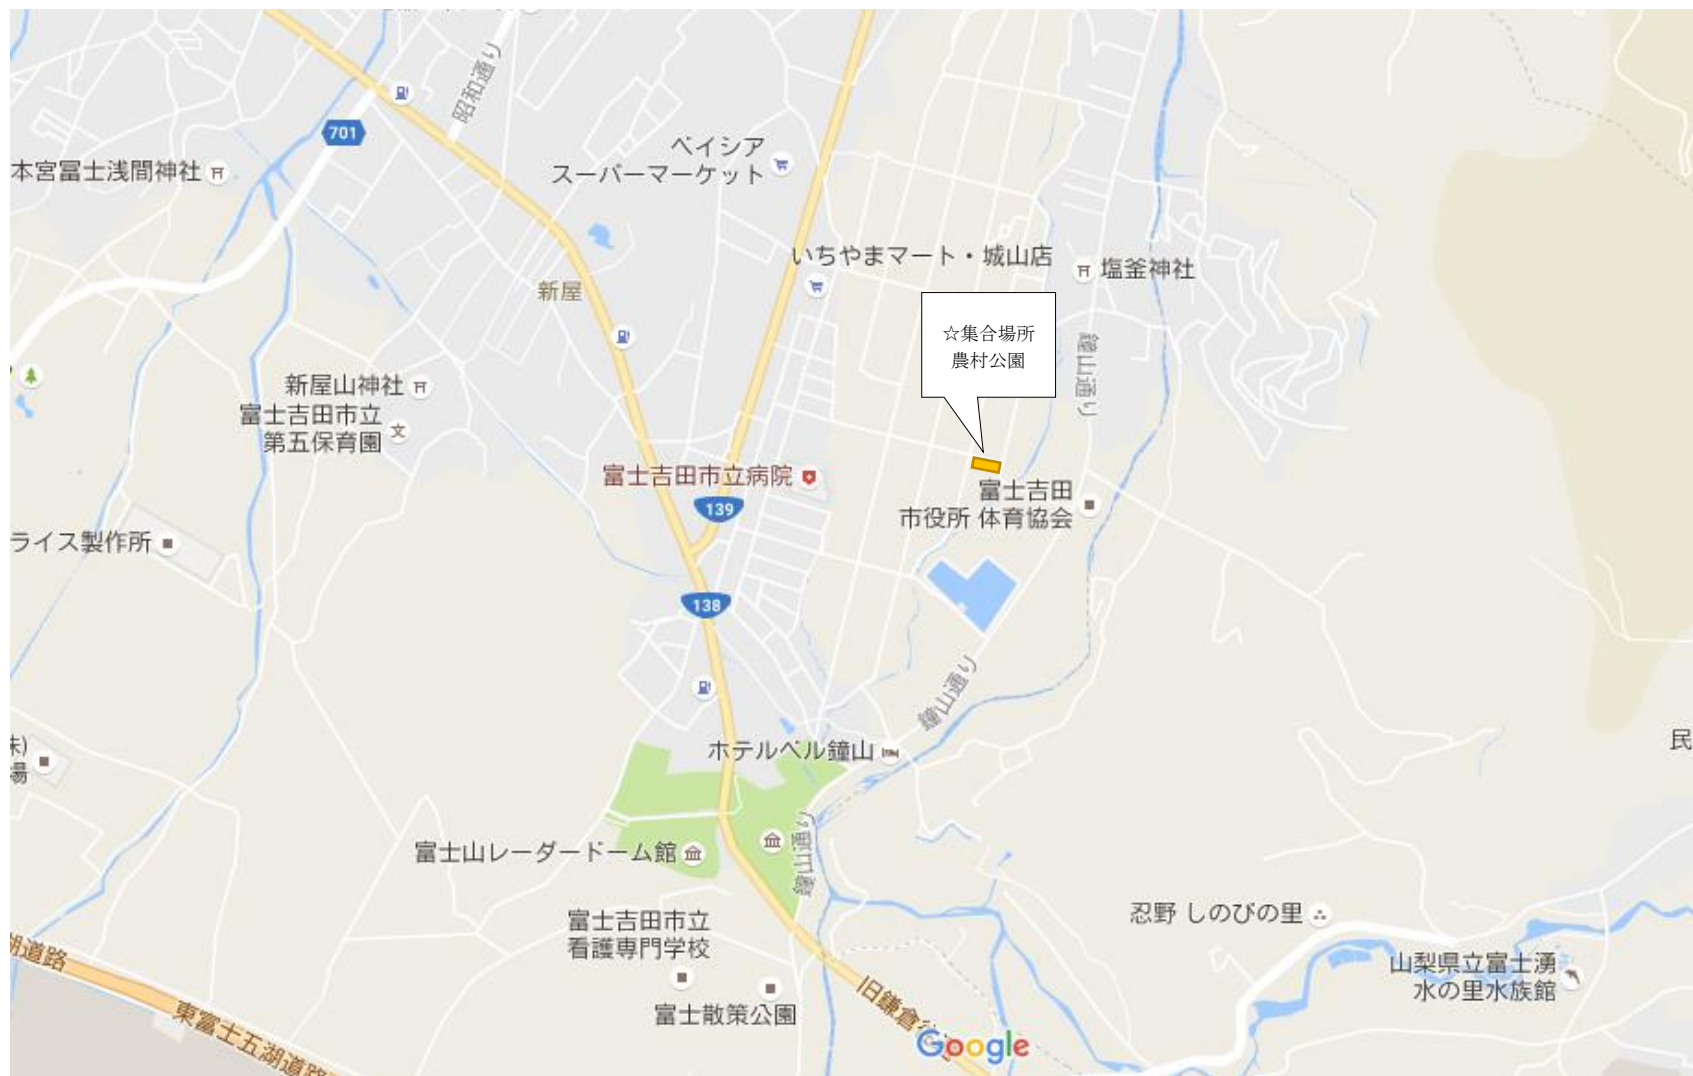 昭和通り
701
ベイシア
スーパーマーケット
本宮冨士浅間神社
いちやまマート・城山店
塩釜神社
新屋
☆集合場所
農村公園
鐘山通り
新屋山神社
富士吉田市立
第五保育園
富士吉田市立病院
139
富士吉田
市役所 体育協会
ライス製作所
138
鐘山通り
ホテルベル鐘山
民
場
富士山レーダードーム館
鐘山通り
忍野 しのびの里
富士吉田市立
看護専門学校
湖道路
山梨県立富士湧
水の里水族館
富士散策公園
東富士五湖道路
旧鎌倉
Google